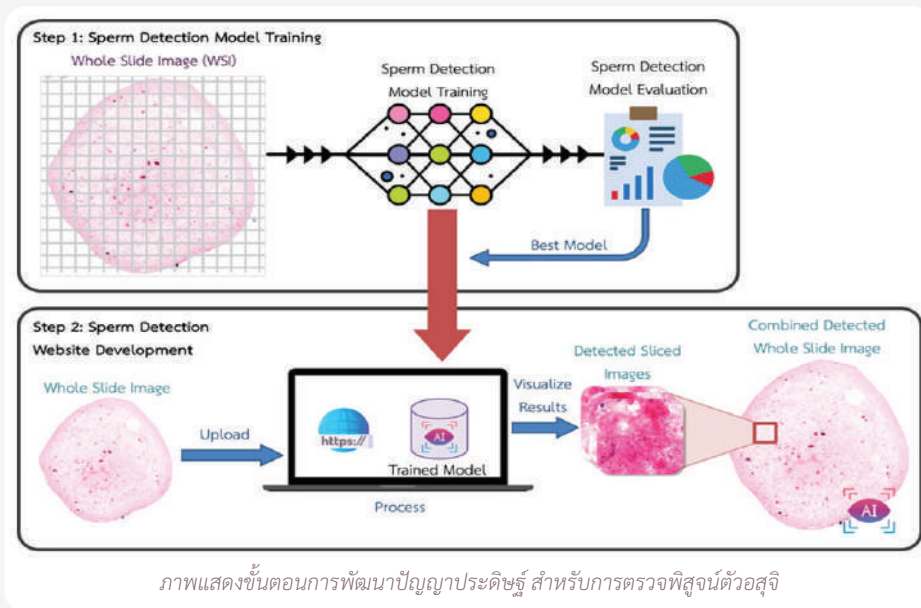 Step 1: Sperm Detection Model Training
Whole Slide Image (WSI)
Sperm Detection
Model Training
Sperm Detection
Model Evaluation
Best Model
Step 2: Sperm Detection
Website Development
Whole Slide Image
Upload
https://
AI
Trained Model
Process
Visualize
Results
Detected Sliced
Images
Combined Detected
Whole Slide Image
AI
ภาพแสดงขั้นตอนการพัฒนาปัญญาประดิษฐ์ สำหรับการตรวจพิสูจน์ตัวอสุจิ